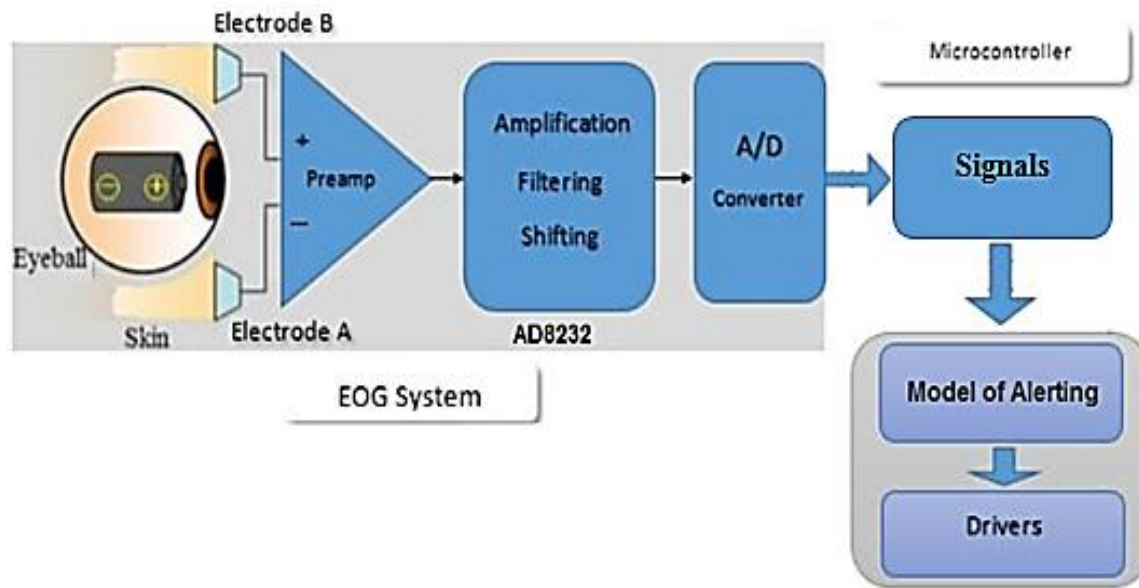 Electrode B
Microcontroller
+
Preamp
−
Amplification
Filtering
Shifting
A/D
Converter
Signals
− +
Eyeball
Skin
Electrode A
AD8232
EOG System
Model of Alerting
Drivers